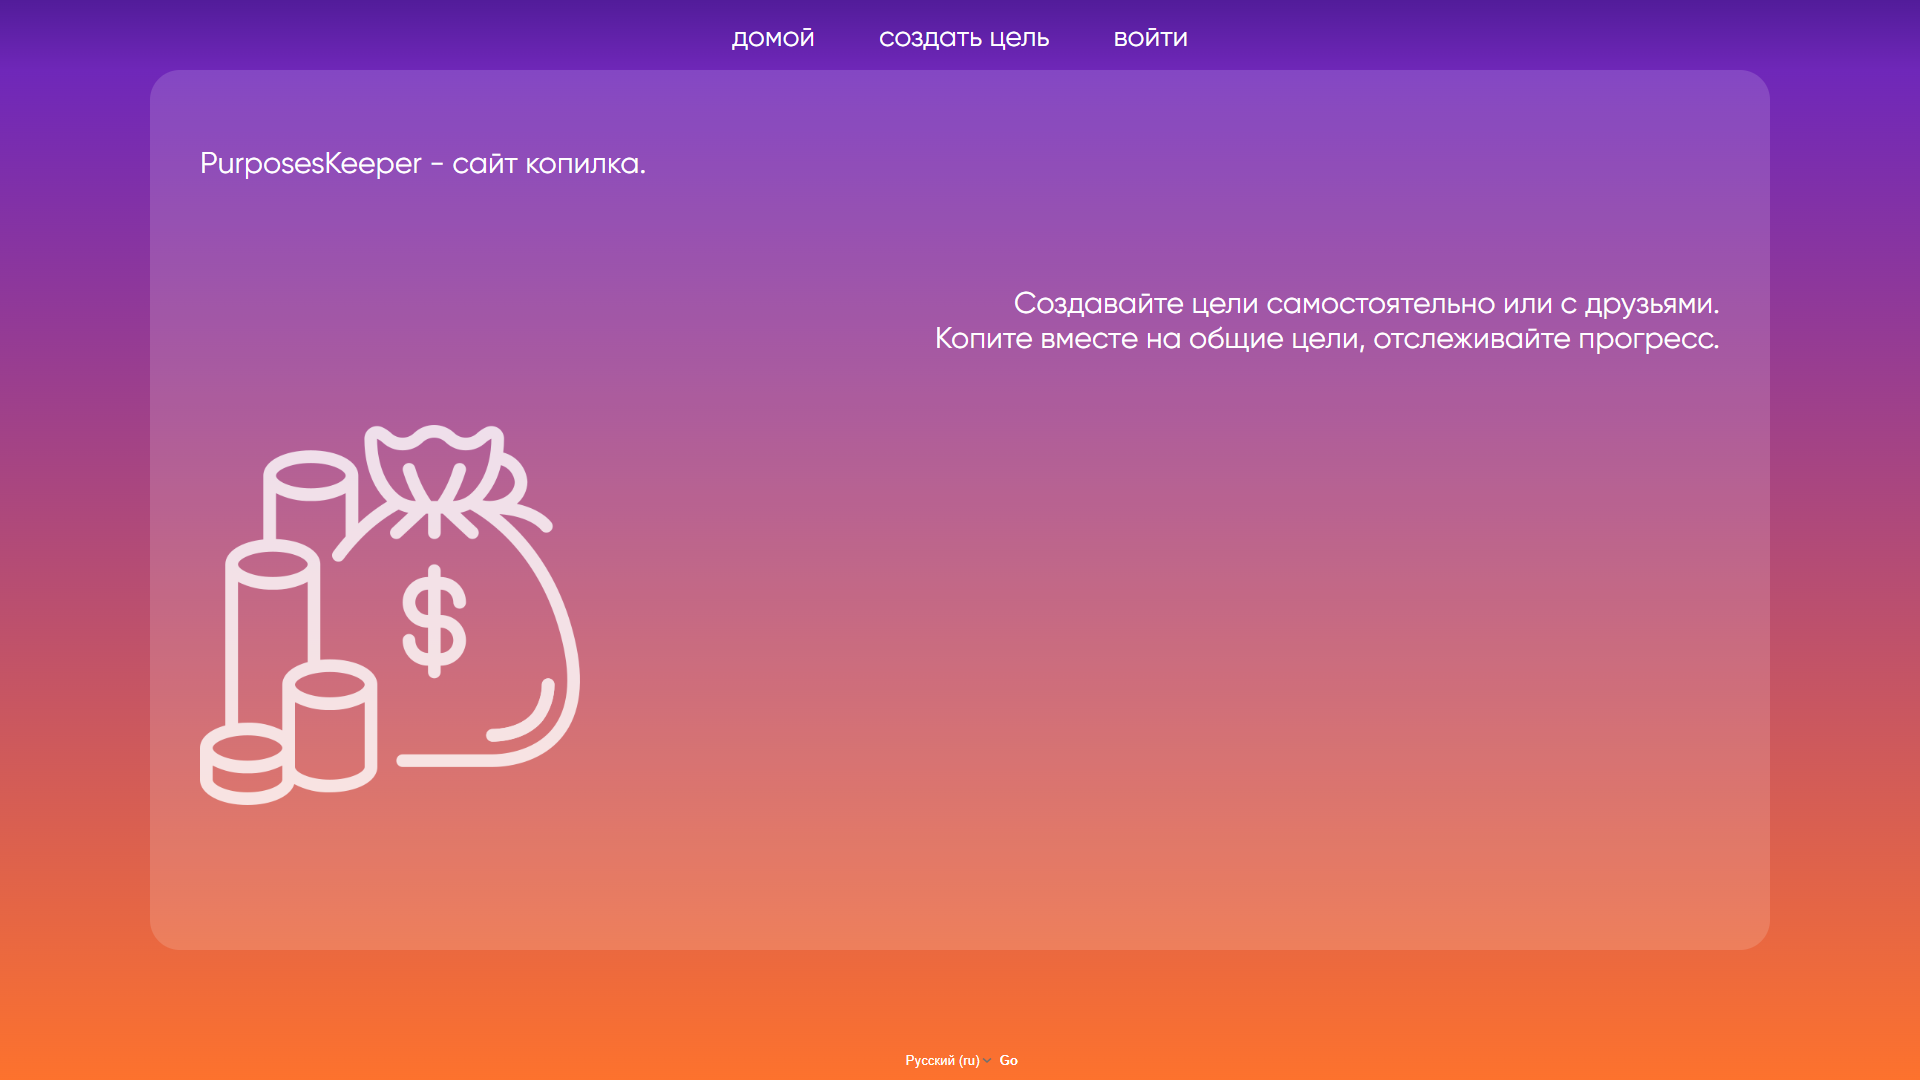 домой создать цель войти
PurposesKeeper - сайт копилка.
Создавайте цели самостоятельно или с друзьями.
Копите вместе на общие цели, отслеживайте прогресс.
$
Русский (ru) Go